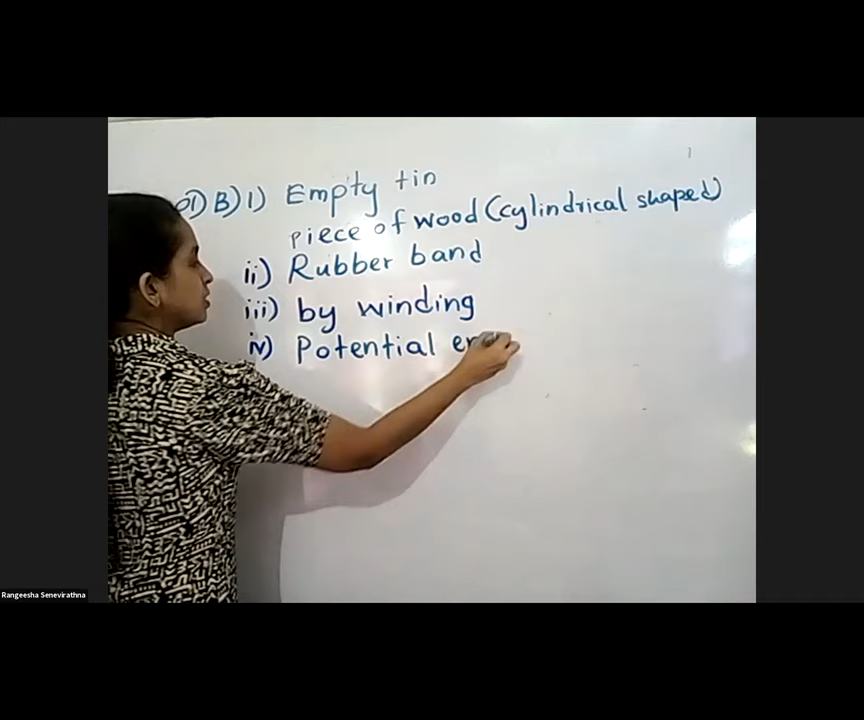 01) B) i) Empty tin
piece of wood (cylindrical shaped)
ii) Rubber band
iii) by winding
iv) Potential
Rangeesha Senevirathna